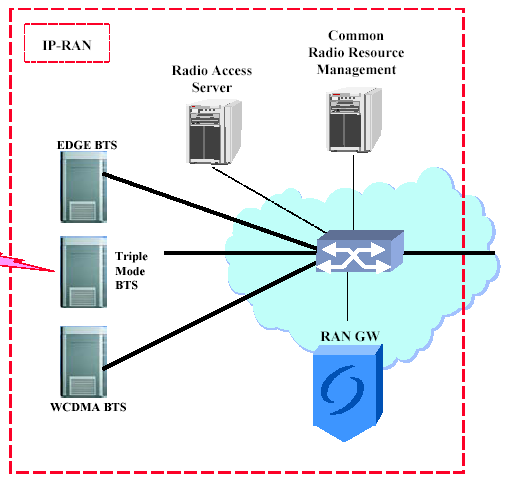 IP-RAN
Common
Radio Resource
Management
Radio Access
Server
EDGE BTS
Triple
Mode
BTS
RAN GW
WCDMA BTS